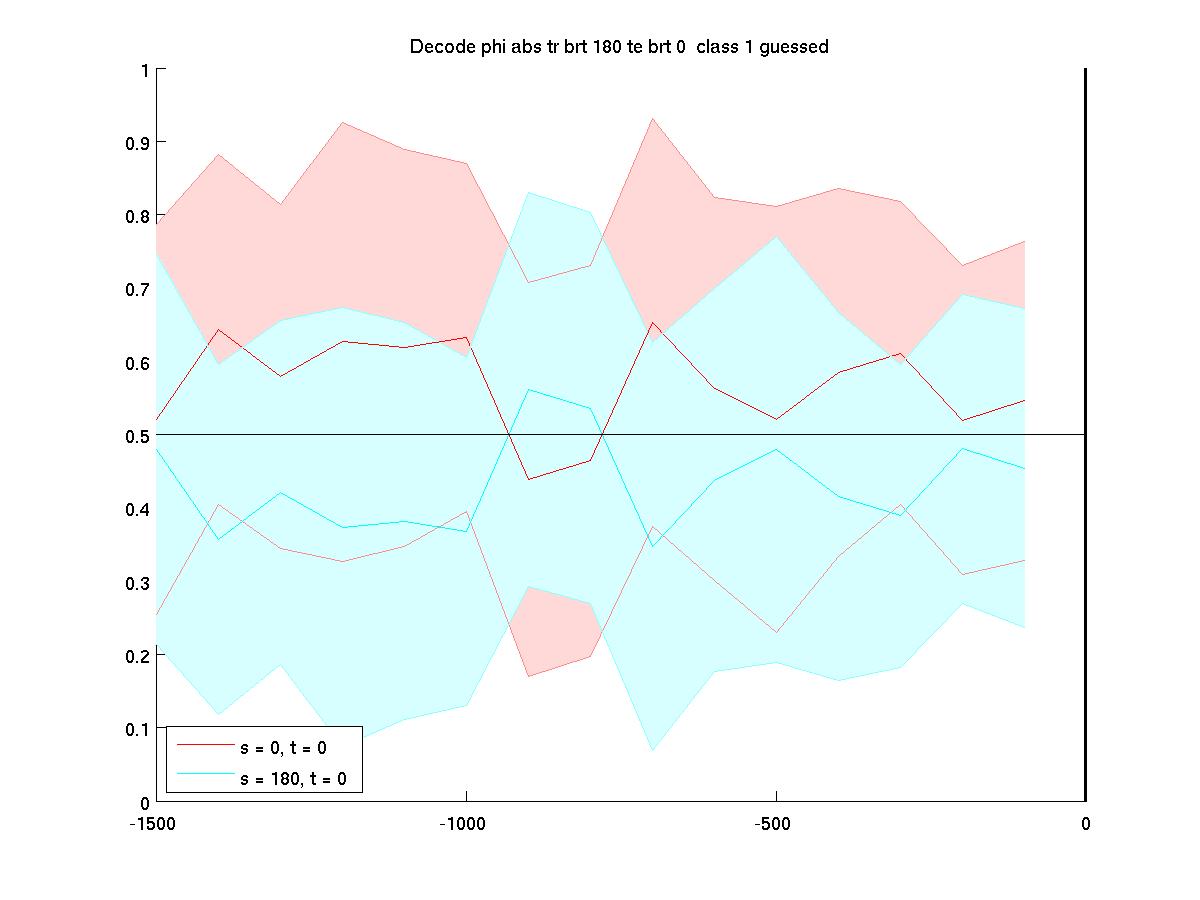 Decode phi abs tr brt 180 te brt 0  class 1 guessed
1
0.9
0.8
0.7
0.6
0.5
0.4
0.3
0.2
0.1
0
s = 0, t = 0
s = 180, t = 0
-1500 -1000 -500 0